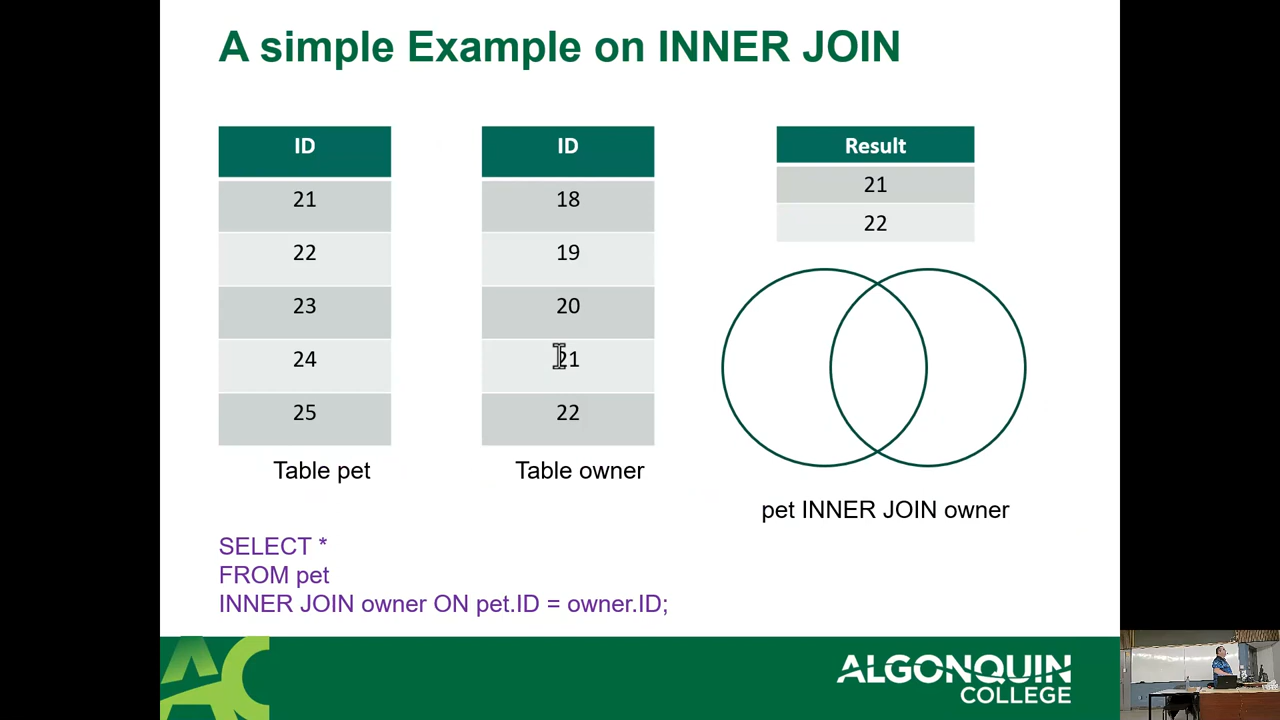 A simple Example on INNER JOIN
ID
21
22
23
24
25
Table pet
ID
18
19
20
21
22
Table owner
Result
21
22
pet INNER JOIN owner
SELECT *
FROM pet
INNER JOIN owner ON pet.ID = owner.ID;
AC
ALGONQUIN
COLLEGE